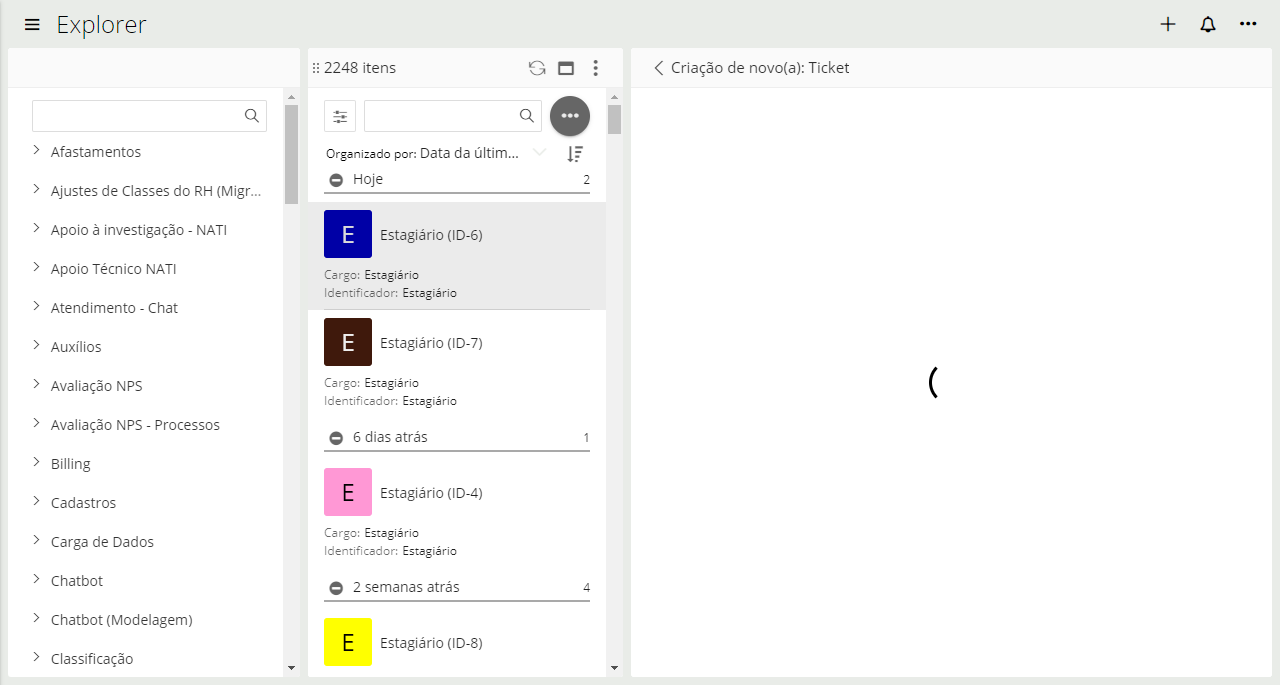 Explorer
Afastamentos
Ajustes de Classes do RH (Migr...
Apoio à investigação - NATI
Apoio Técnico NATI
Atendimento - Chat
Auxílios
Avaliação NPS
Avaliação NPS - Processos
Billing
Cadastros
Carga de Dados
Chatbot
Chatbot (Modelagem)
Classificação
2248 itens
Organizado por: Data da últim...
Hoje 2
E Estagiário (ID-6)
Cargo: Estagiário
Identificador: Estagiário
E Estagiário (ID-7)
Cargo: Estagiário
Identificador: Estagiário
6 dias atrás 1
E Estagiário (ID-4)
Cargo: Estagiário
Identificador: Estagiário
2 semanas atrás 4
E Estagiário (ID-8)
Criação de novo(a): Ticket